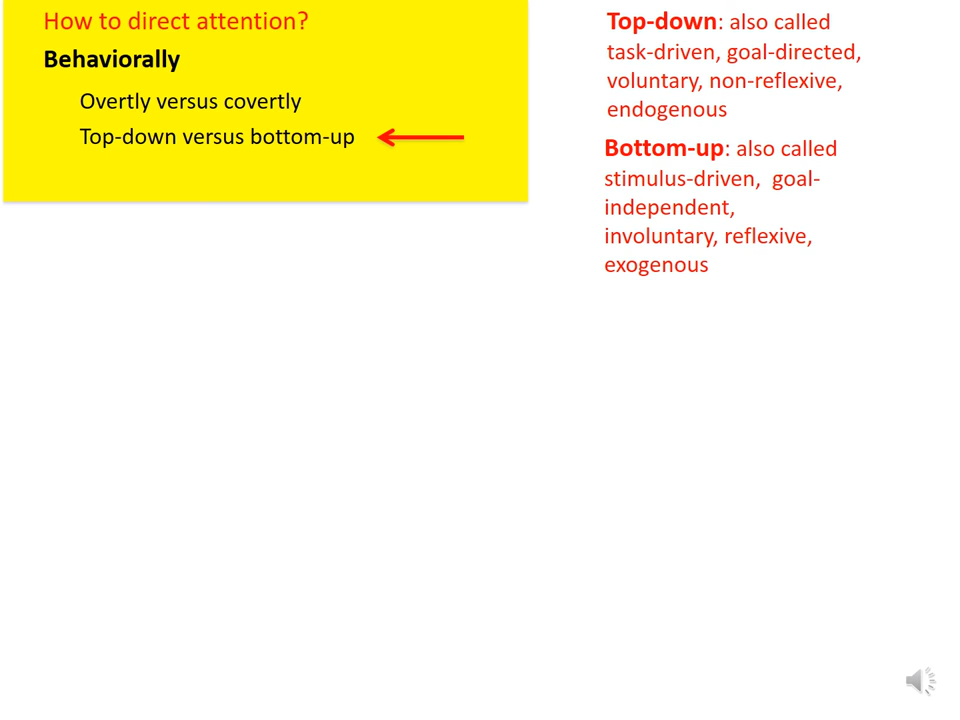 How to direct attention?
Behaviorally
Overtly versus covertly
Top-down versus bottom-up
Top-down: also called
task-driven, goal-directed,
voluntary, non-reflexive,
endogenous
Bottom-up: also called
stimulus-driven,  goal-
independent,
involuntary, reflexive,
exogenous